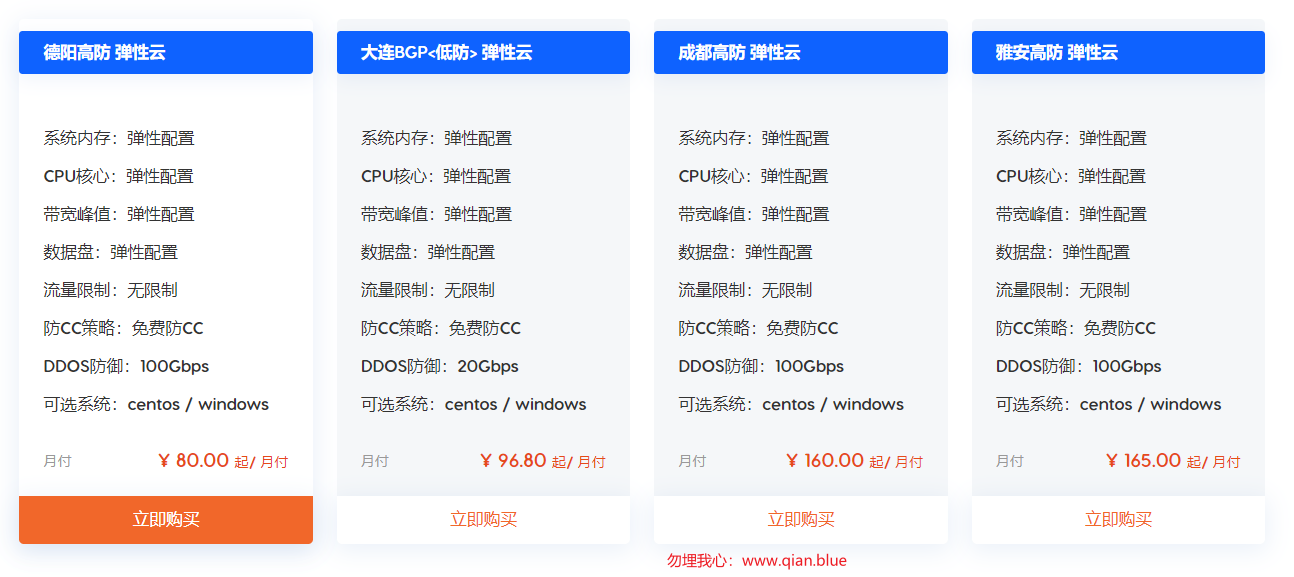 德阳高防 弹性云
系统内存：弹性配置
CPU核心：弹性配置
带宽峰值：弹性配置
数据盘：弹性配置
流量限制：无限制
防CC策略：免费防CC
DDOS防御：100Gbps
可选系统：centos / windows
月付 ¥ 80.00 起/ 月付
立即购买
大连BGP<低防> 弹性云
系统内存：弹性配置
CPU核心：弹性配置
带宽峰值：弹性配置
数据盘：弹性配置
流量限制：无限制
防CC策略：免费防CC
DDOS防御：20Gbps
可选系统：centos / windows
月付 ¥ 96.80 起/ 月付
立即购买
成都高防 弹性云
系统内存：弹性配置
CPU核心：弹性配置
带宽峰值：弹性配置
数据盘：弹性配置
流量限制：无限制
防CC策略：免费防CC
DDOS防御：100Gbps
可选系统：centos / windows
月付 ¥ 160.00 起/ 月付
立即购买
雅安高防 弹性云
系统内存：弹性配置
CPU核心：弹性配置
带宽峰值：弹性配置
数据盘：弹性配置
流量限制：无限制
防CC策略：免费防CC
DDOS防御：100Gbps
可选系统：centos / windows
月付 ¥ 165.00 起/ 月付
立即购买
勿埋我心：www.qian.blue